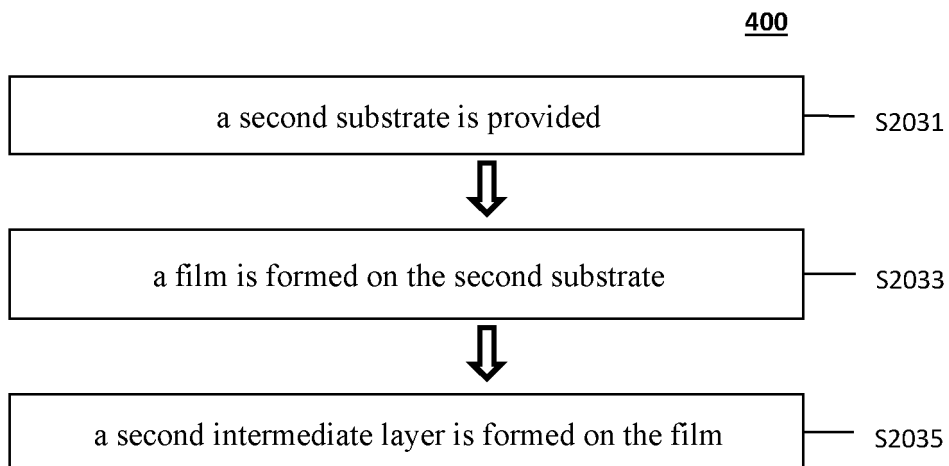 400
a second substrate is provided
S2031
a film is formed on the second substrate
S2033
a second intermediate layer is formed on the film
S2035